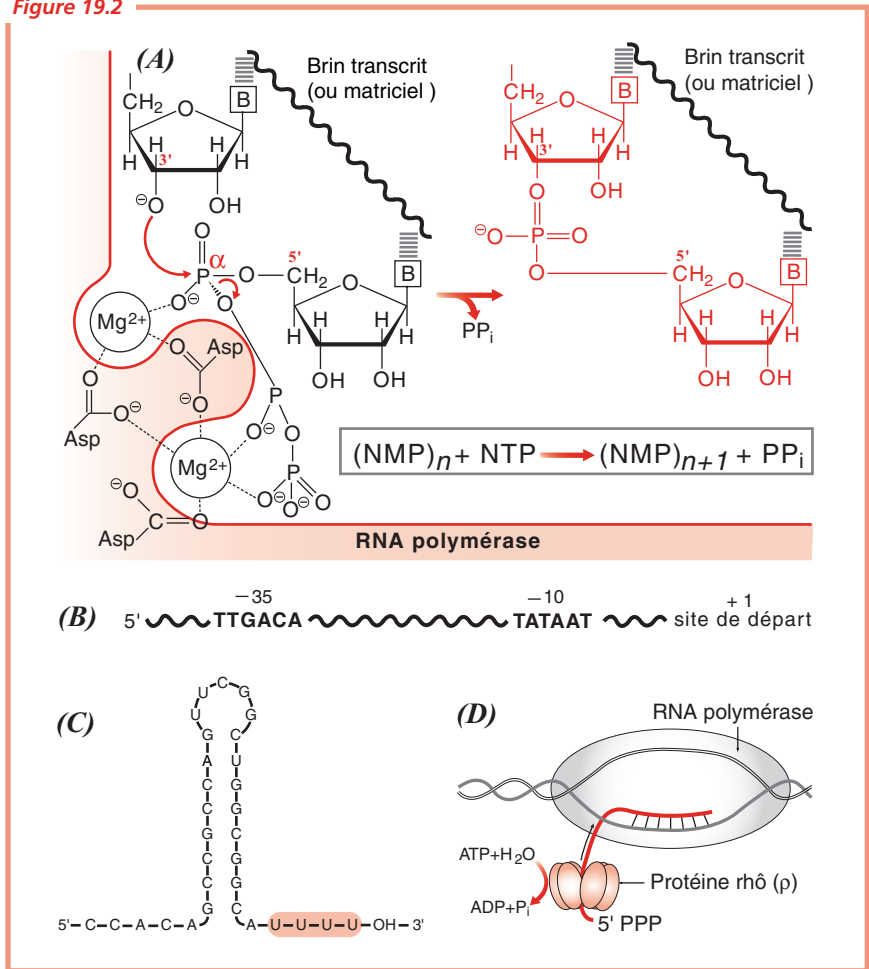 Figure 19.2
(A)
Brin transcrit
(ou matriciel )
CH2
O
B
H
H
H
H
3'
O
⊖
OH
O
α
P
O
5'
CH2
O
B
O
⊖
O
H
H
H
H
OH
OH
Mg2+
O
O⊖
Asp
O
Asp
⊖O
P
O⊖
O
P
O
O⊖
O⊖
Mg2+
⊖O
C
O
Asp
PPi
Brin transcrit
(ou matriciel )
CH2
O
B
H
H
H
H
3'
O
OH
⊖O
P
O
O
5'
CH2
O
B
H
H
H
H
OH
OH
(NMP)n + NTP → (NMP)n+1 + PPi
RNA polymérase
(B)
−35
−10
+ 1
5' TTGACA TATAAT site de départ
(C)
5'–C–C–A–C–A–G–C–C–G–C–C–A–G–U–U–C–G–G–C–U–G–G–C–G–G–C–A–U–U–U–U–OH–3'
(D)
RNA polymérase
ATP+H2O
ADP+Pi
Protéine rhô (ρ)
5' PPP